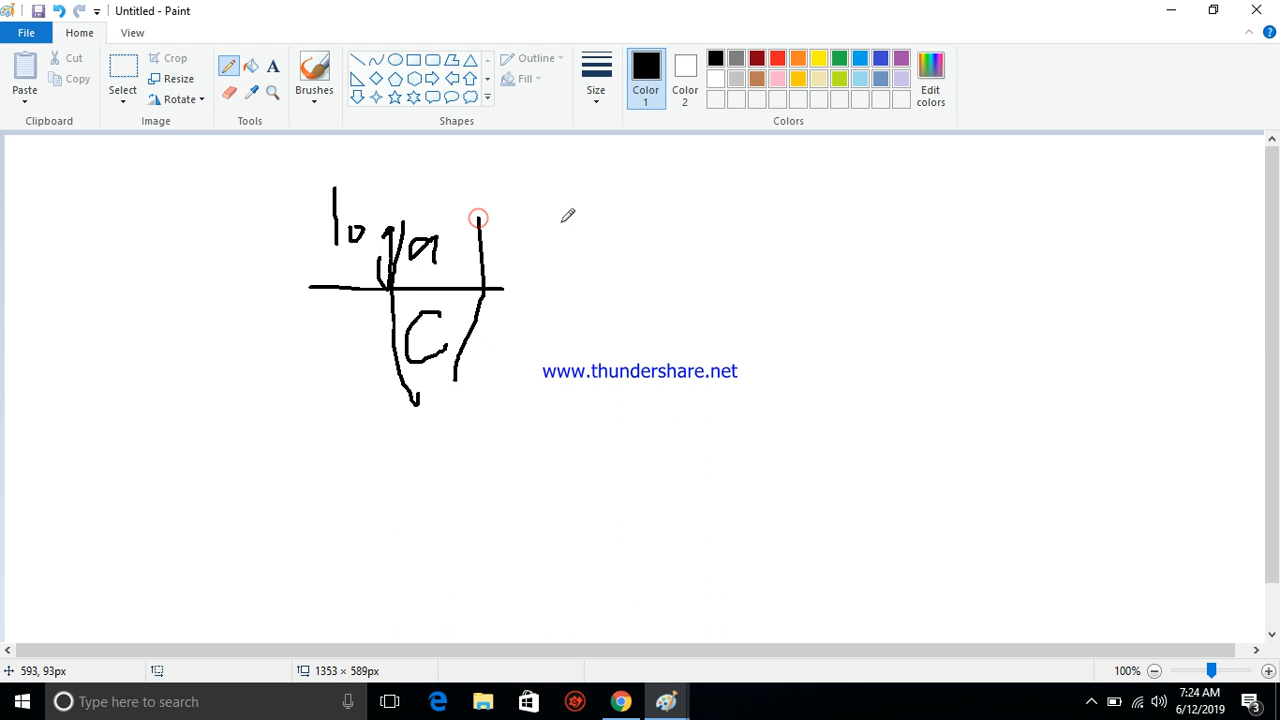 Untitled - Paint
File Home View
Paste Cut Copy
Clipboard
Select Crop Resize Rotate
Image
A
Tools
Brushes
Outline Fill
Shapes
Size
Color 1 Color 2 Edit colors
Colors
lo a
C
www.thundershare.net
593, 93px
1353 × 589px
100%
Type here to search
7:24 AM
6/12/2019
3